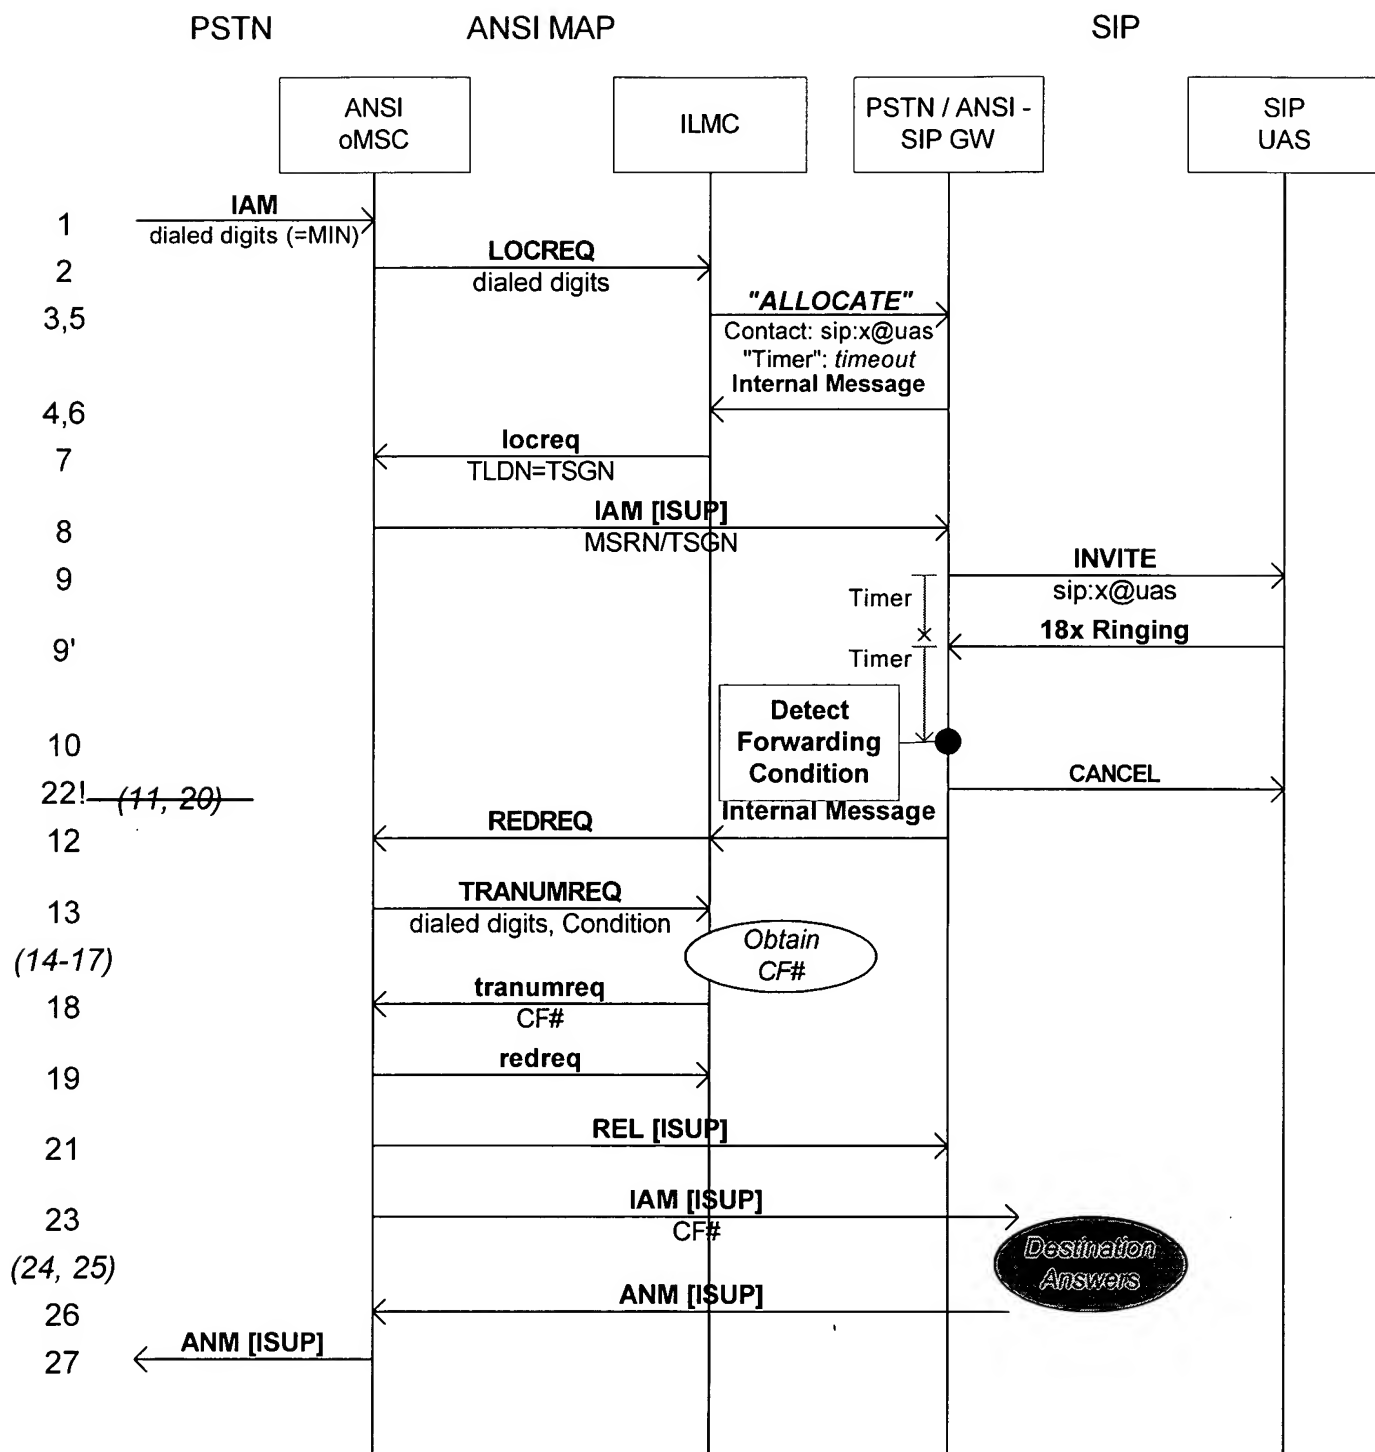 PSTN ANSI MAP SIP
ANSI
oMSC
ILMC
PSTN / ANSI -
SIP GW
SIP
UAS
1
IAM
dialed digits (=MIN)
2
LOCREQ
dialed digits
3,5
"ALLOCATE"
Contact: sip:x@uas
"Timer": timeout
4,6
Internal Message
7
locreq
TLDN=TSGN
8
IAM [ISUP]
MSRN/TSGN
9
INVITE
sip:x@uas
Timer
9'
18x Ringing
Timer
10
Detect
Forwarding
Condition
22! (11, 20)
CANCEL
12
REDREQ
Internal Message
13
TRANUMREQ
dialed digits, Condition
(14-17)
Obtain
CF#
18
tranumreq
CF#
19
redreq
21
REL [ISUP]
23
IAM [ISUP]
CF#
(24, 25)
Destination
Answers
26
ANM [ISUP]
27
ANM [ISUP]